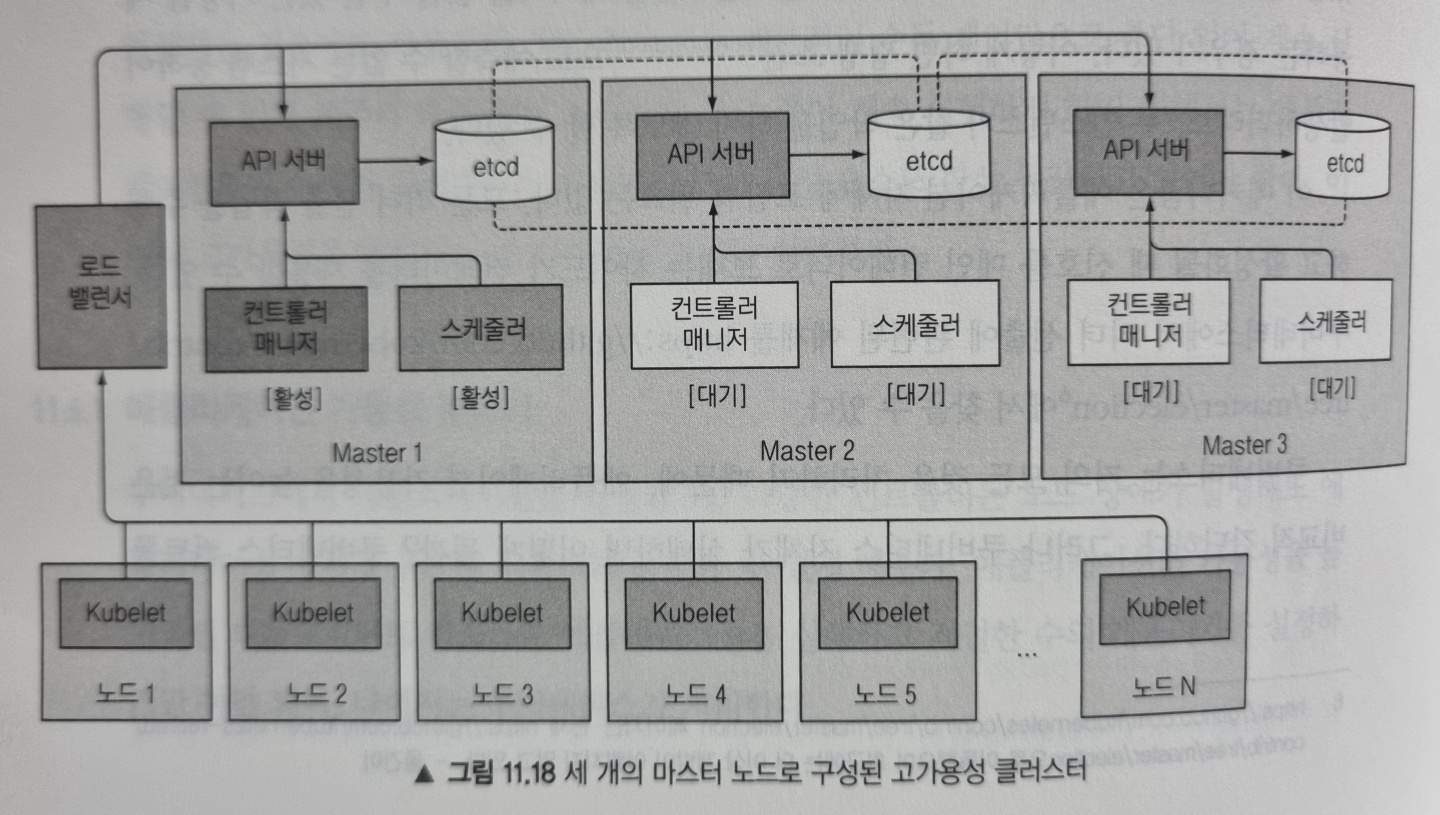 API 서버
etcd
API 서버
etcd
API 서버
etcd
로드
밸런서
컨트롤러
매니저
스케줄러
컨트롤러
매니저
스케줄러
컨트롤러
매니저
스케줄러
[활성]
[활성]
[대기]
[대기]
[대기]
[대기]
Master 1
Master 2
Master 3
Kubelet
Kubelet
Kubelet
Kubelet
Kubelet
Kubelet
노드 1
노드 2
노드 3
노드 4
노드 5
...
노드 N
▲ 그림 11.18 세 개의 마스터 노드로 구성된 고가용성 클러스터